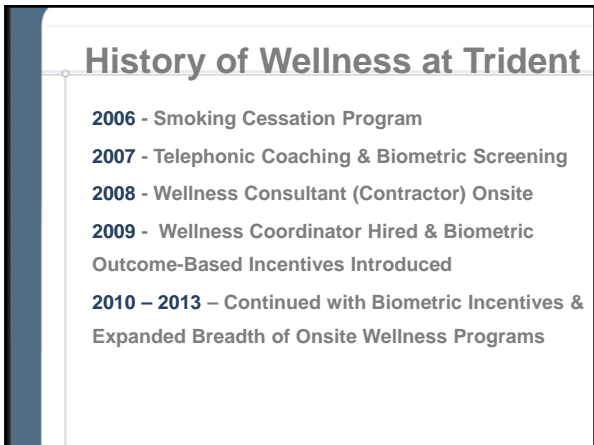 History of Wellness at Trident
2006 - Smoking Cessation Program
2007 - Telephonic Coaching & Biometric Screening
2008 - Wellness Consultant (Contractor) Onsite
2009 -  Wellness Coordinator Hired & Biometric
Outcome-Based Incentives Introduced
2010 – 2013 – Continued with Biometric Incentives &
Expanded Breadth of Onsite Wellness Programs